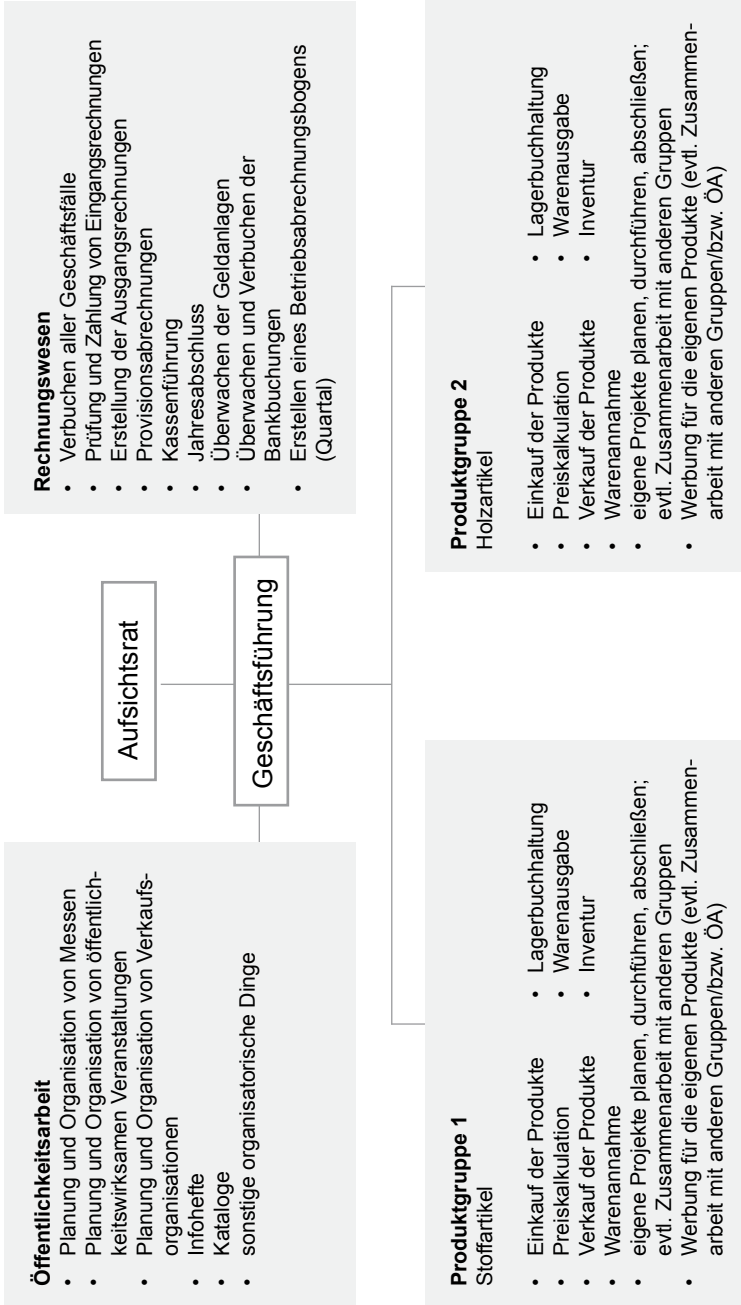 Öffentlichkeitsarbeit
• Planung und Organisation von Messen
• Planung und Organisation von öffentlich-
keitswirksamen Veranstaltungen
• Planung und Organisation von Verkaufs-
organisationen
• Infohefte
• Kataloge
• sonstige organisatorische Dinge
Aufsichtsrat
Geschäftsführung
Rechnungswesen
• Verbuchen aller Geschäftsfälle
• Prüfung und Zahlung von Eingangsrechnungen
• Erstellung der Ausgangsrechnungen
• Provisionsabrechnungen
• Kassenführung
• Jahresabschluss
• Überwachen der Geldanlagen
• Überwachen und Verbuchen der
Bankbuchungen
• Erstellen eines Betriebsabrechnungsbogens
(Quartal)
Produktgruppe 1
Stoffartikel
• Einkauf der Produkte • Lagerbuchhaltung
• Preiskalkulation • Warenausgabe
• Verkauf der Produkte • Inventur
• Warenannahme
• eigene Projekte planen, durchführen, abschließen;
evtl. Zusammenarbeit mit anderen Gruppen
• Werbung für die eigenen Produkte (evtl. Zusammen-
arbeit mit anderen Gruppen/bzw. ÖA)
Produktgruppe 2
Holzartikel
• Einkauf der Produkte • Lagerbuchhaltung
• Preiskalkulation • Warenausgabe
• Verkauf der Produkte • Inventur
• Warenannahme
• eigene Projekte planen, durchführen, abschließen;
evtl. Zusammenarbeit mit anderen Gruppen
• Werbung für die eigenen Produkte (evtl. Zusammen-
arbeit mit anderen Gruppen/bzw. ÖA)